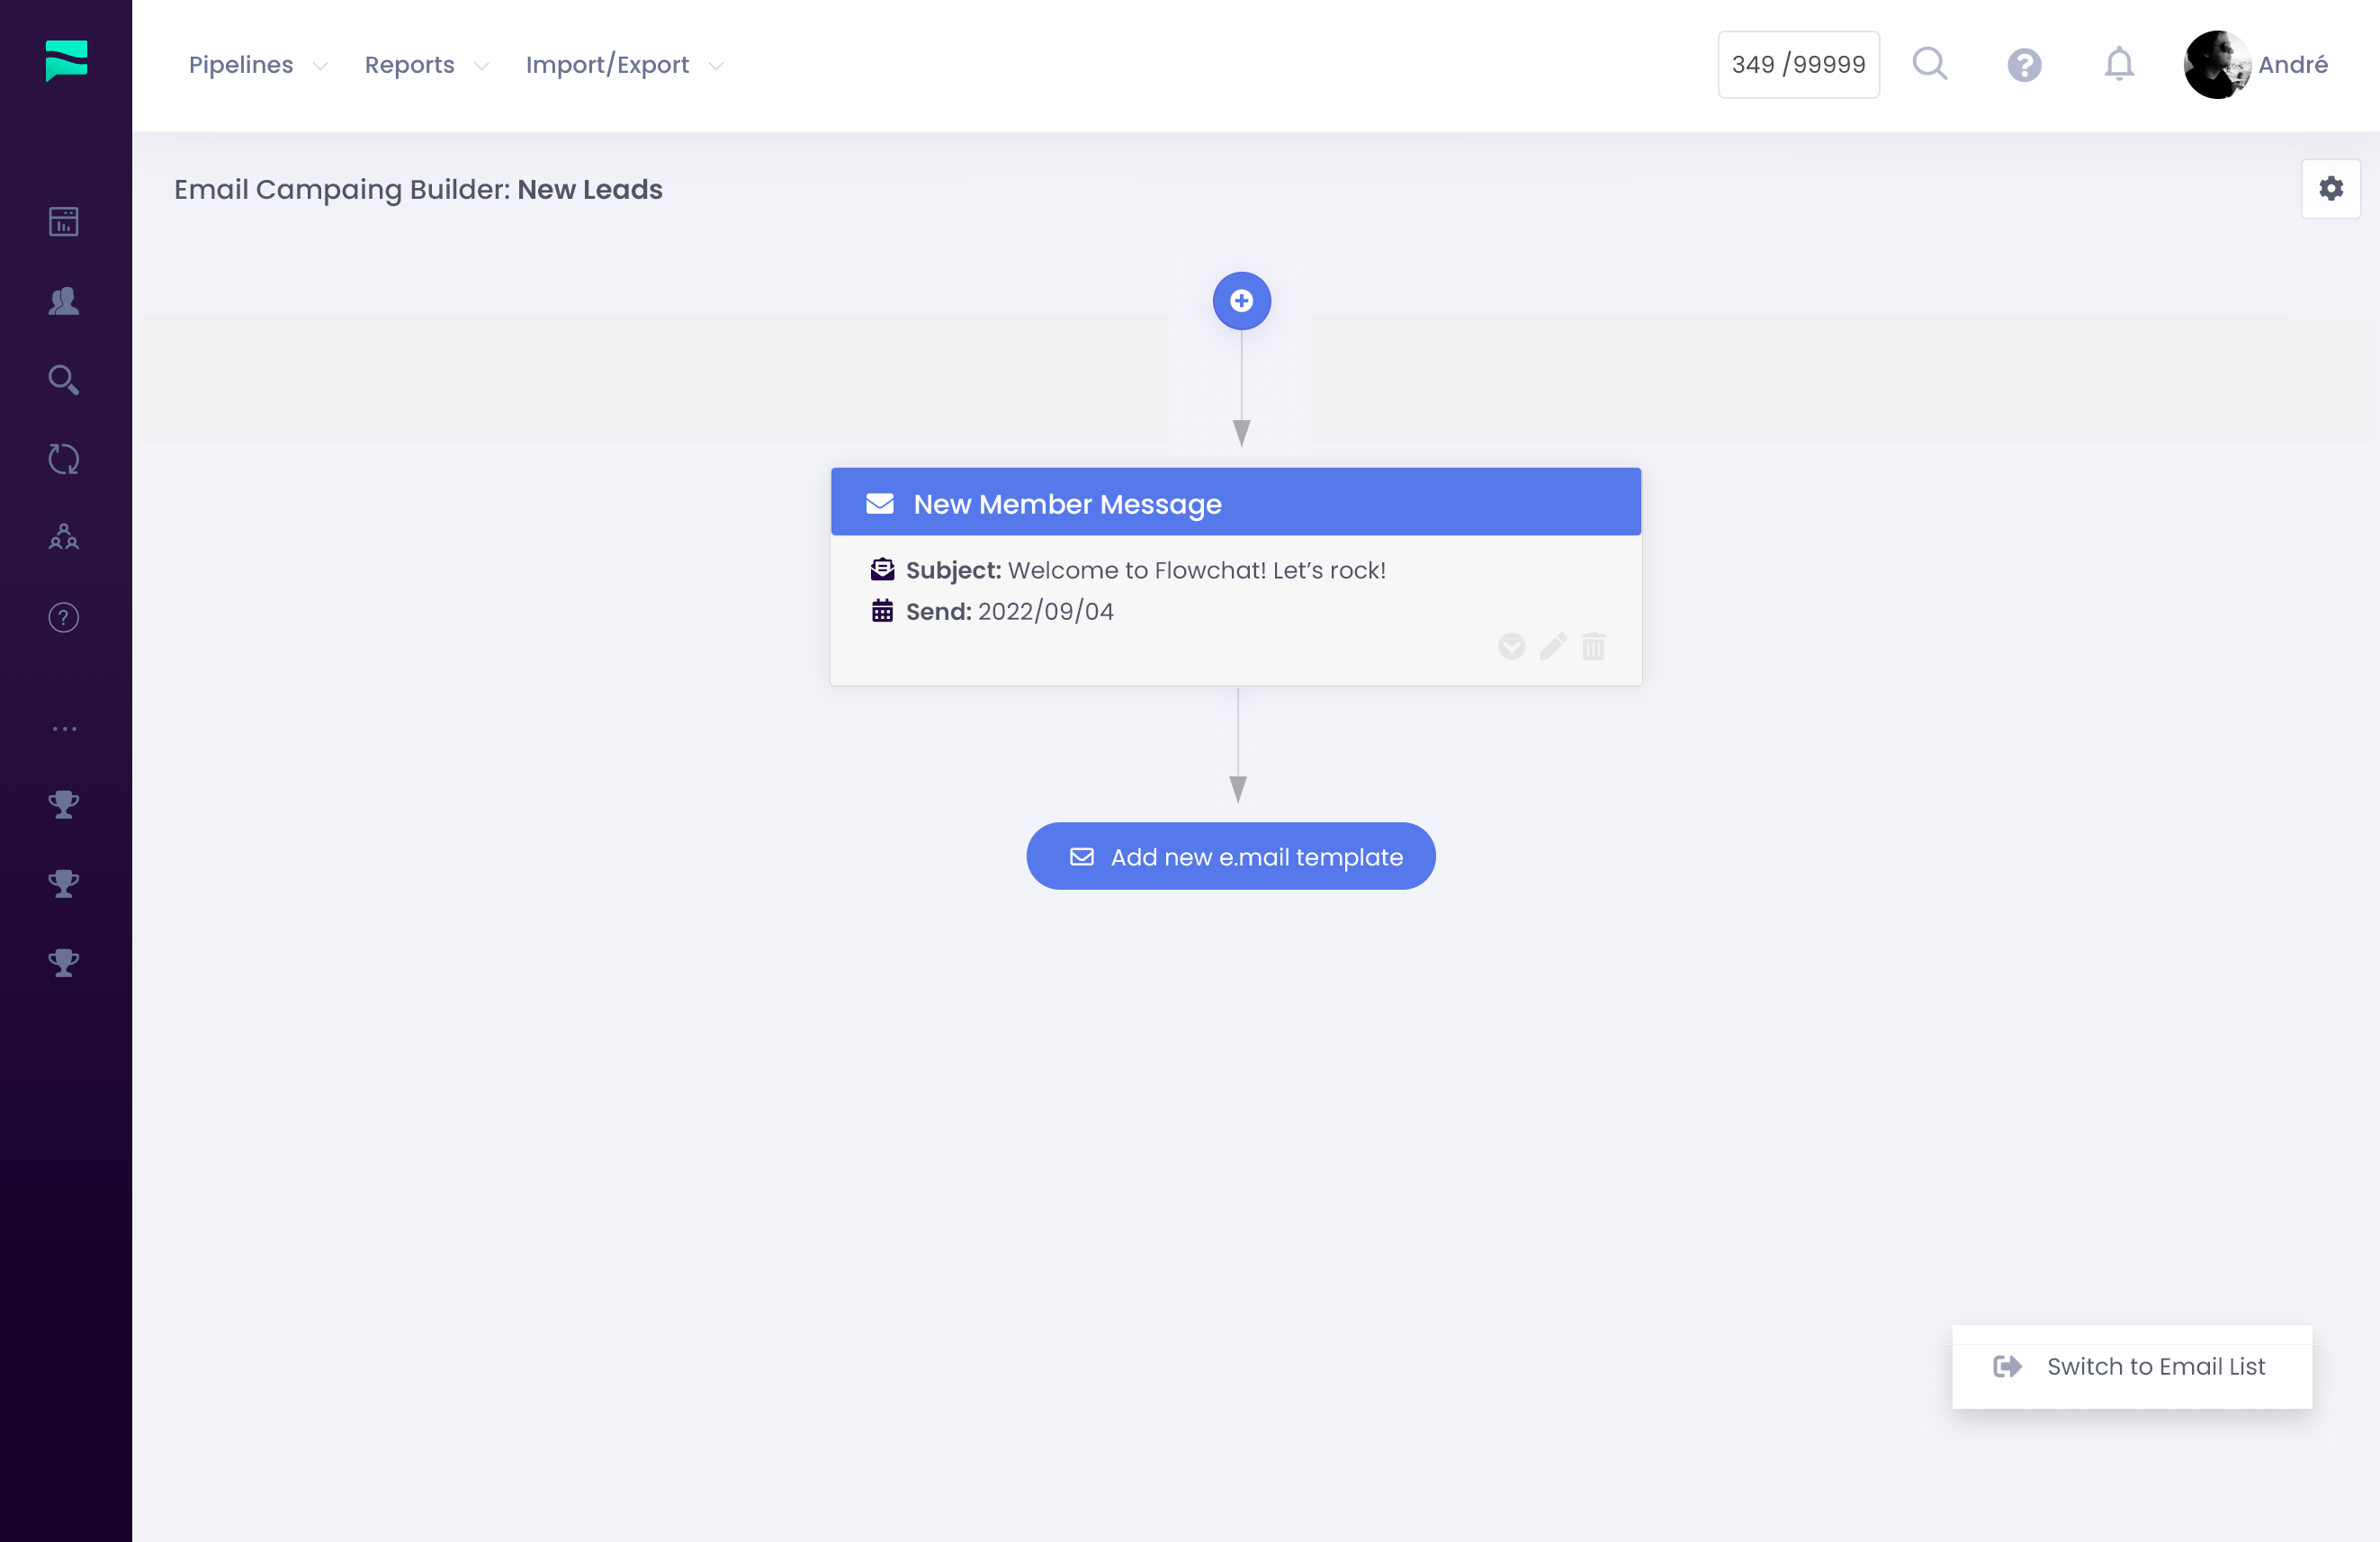 Pipelines
Reports
Import/Export
349 /99999
André
Email Campaing Builder: New Leads
New Member Message
Subject: Welcome to Flowchat! Let’s rock!
Send: 2022/09/04
Add new e.mail template
Switch to Email List